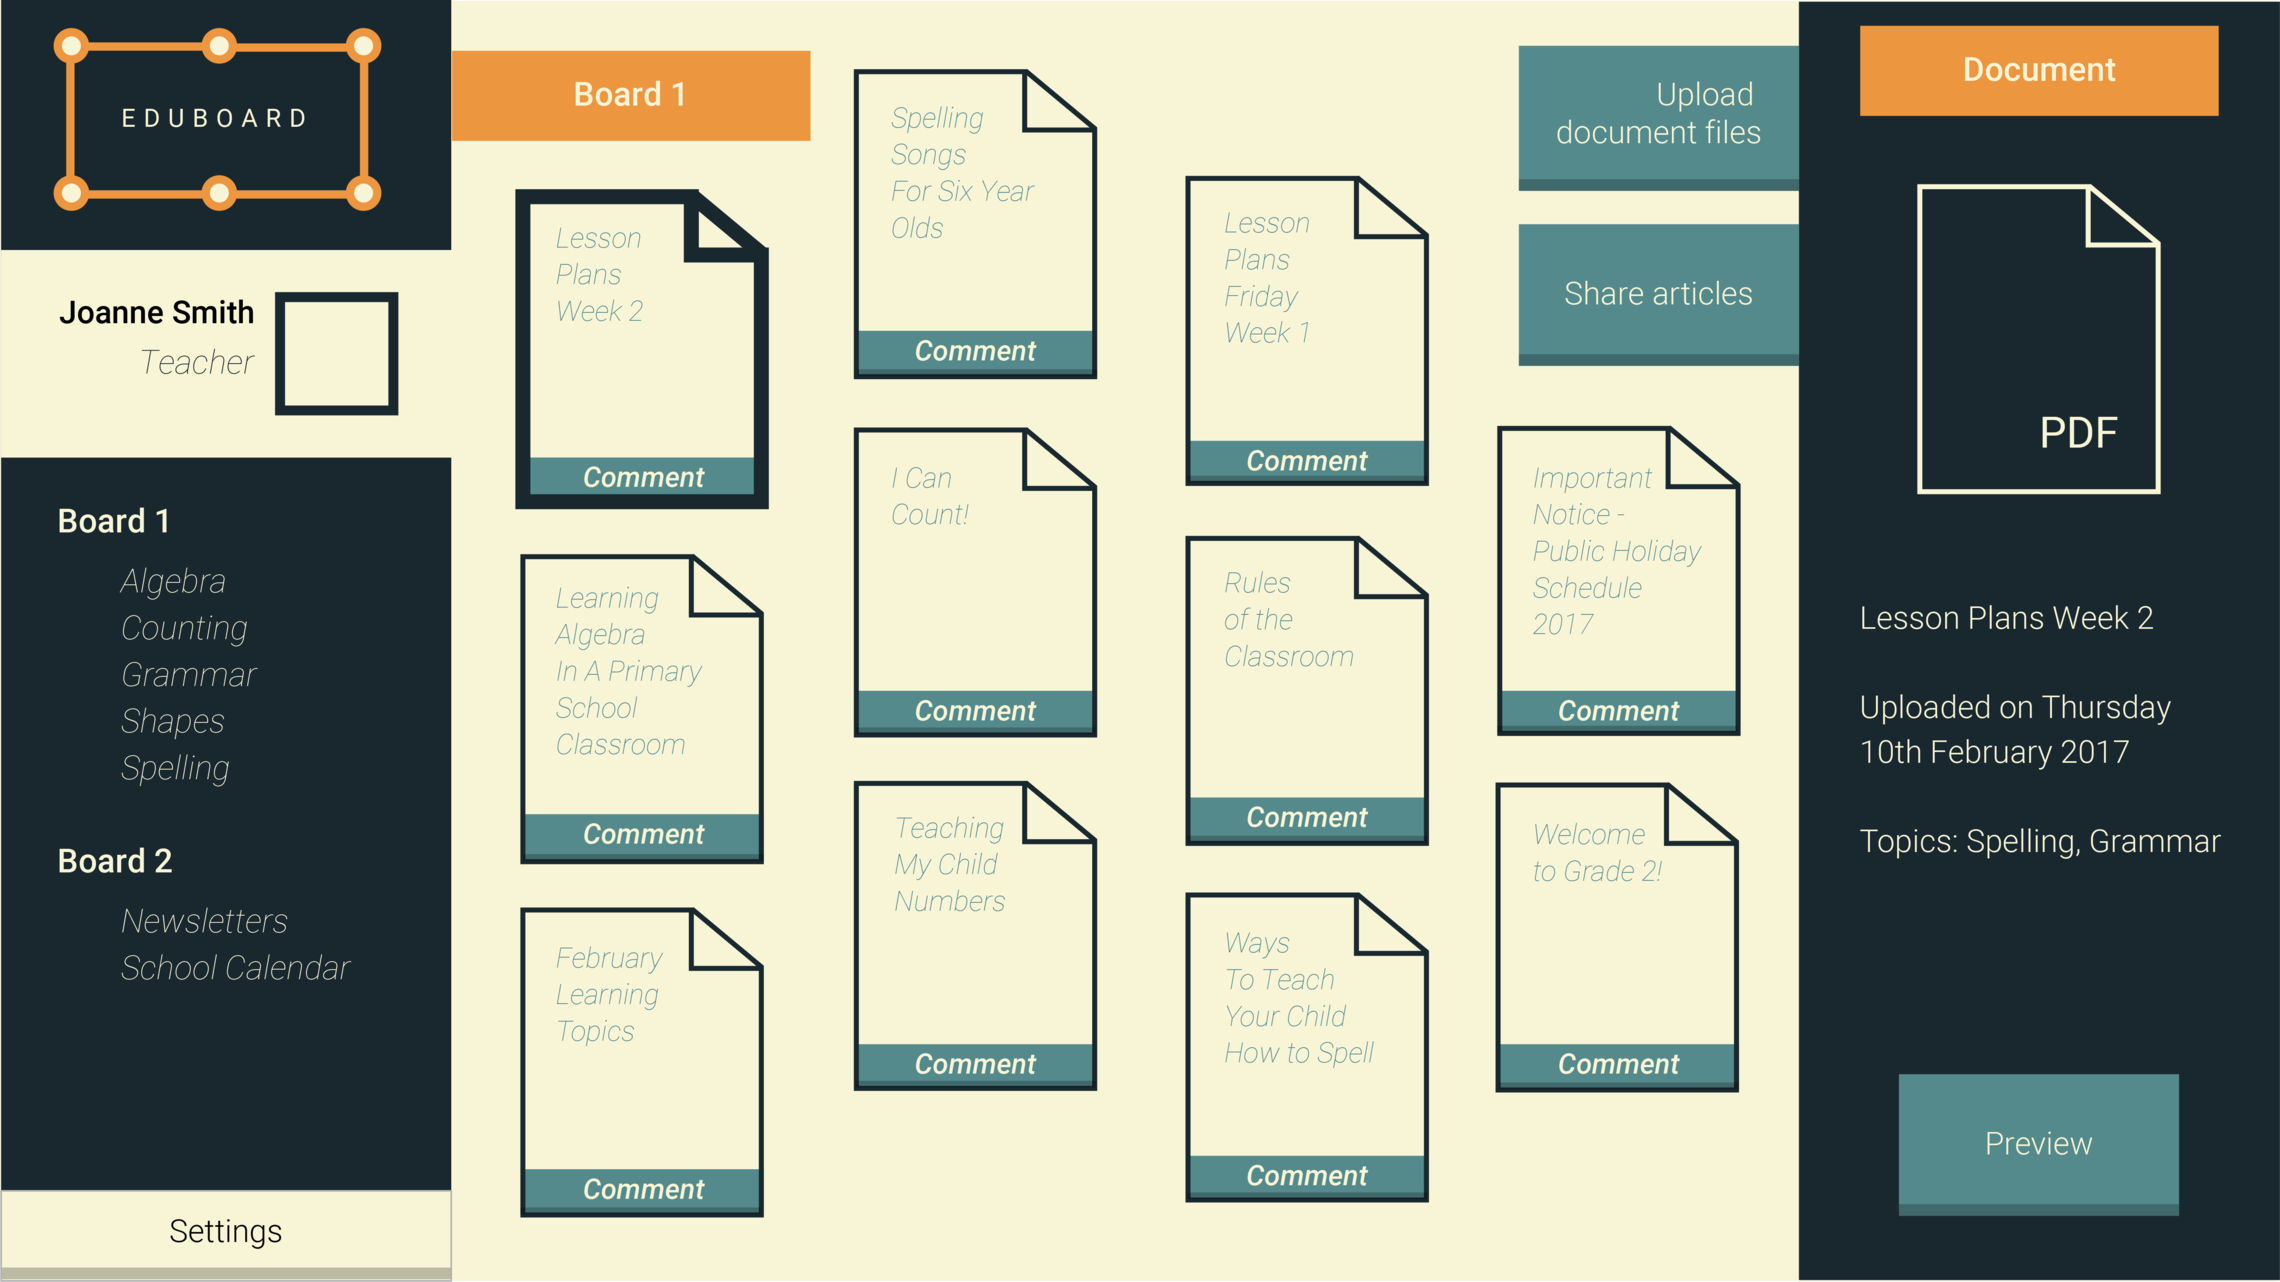 EDUBOARD
Joanne Smith
Teacher
Board 1
Algebra
Counting
Grammar
Shapes
Spelling
Board 2
Newsletters
School Calendar
Settings
Board 1
Lesson
Plans
Week 2
Comment
Learning
Algebra
In A Primary
School
Classroom
Comment
February
Learning
Topics
Comment
Spelling
Songs
For Six Year
Olds
Comment
I Can
Count!
Comment
Teaching
My Child
Numbers
Comment
Lesson
Plans
Friday
Week 1
Comment
Rules
of the
Classroom
Comment
Ways
To Teach
Your Child
How to Spell
Comment
Upload
document files
Share articles
Important
Notice -
Public Holiday
Schedule
2017
Comment
Welcome
to Grade 2!
Comment
Document
PDF
Lesson Plans Week 2
Uploaded on Thursday
10th February 2017
Topics: Spelling, Grammar
Preview